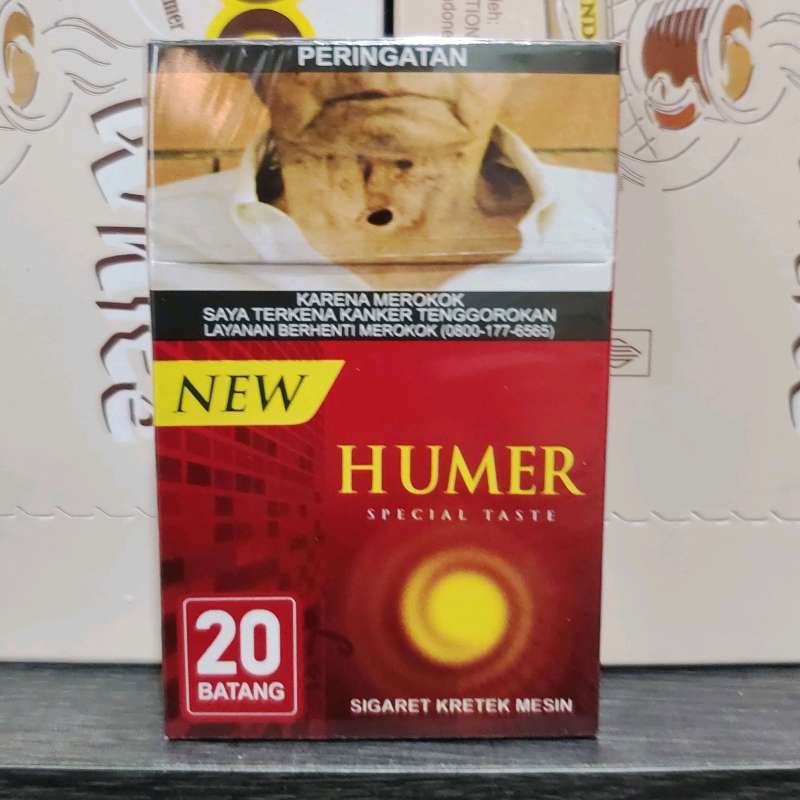 PERINGATAN
KARENA MEROKOK
SAYA TERKENA KANKER TENGGOROKAN
LAYANAN BERHENTI MEROKOK (0800-177-6565)
NEW
HUMER
SPECIAL TASTE
20
BATANG
SIGARET KRETEK MESIN